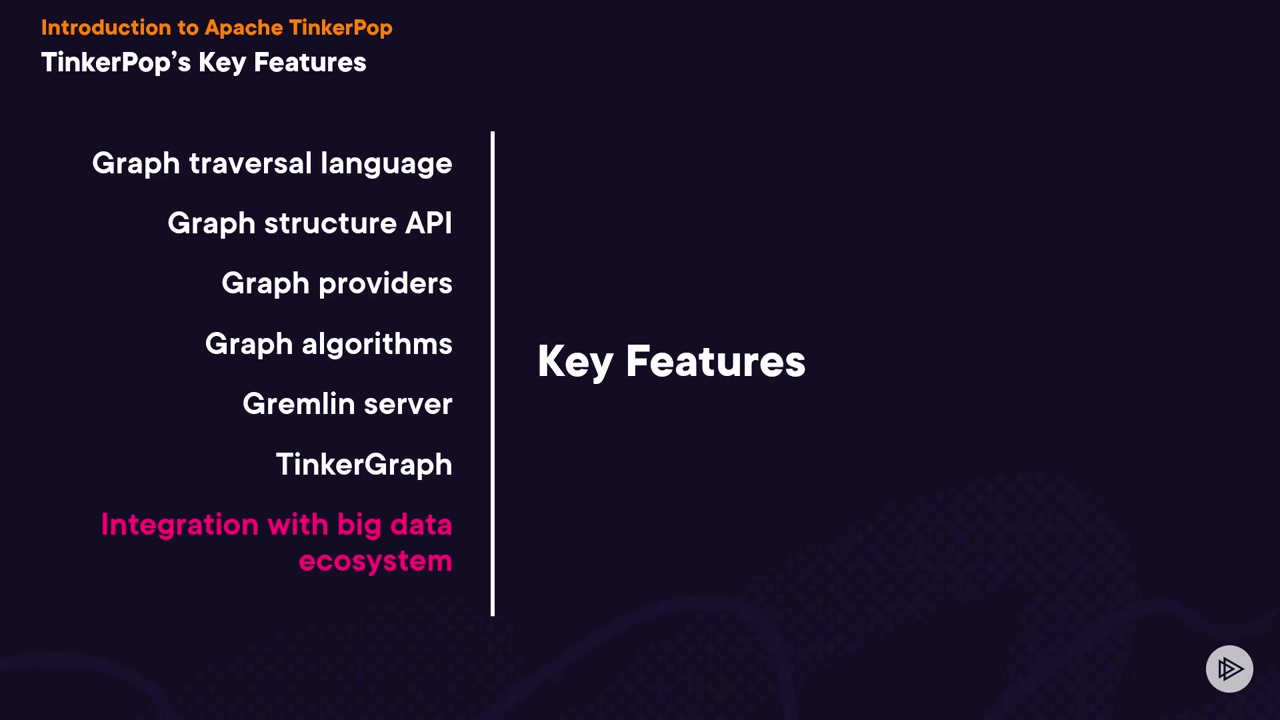 Introduction to Apache TinkerPop
TinkerPop’s Key Features
Graph traversal language
Graph structure API
Graph providers
Graph algorithms
Gremlin server
TinkerGraph
Integration with big data
ecosystem
Key Features